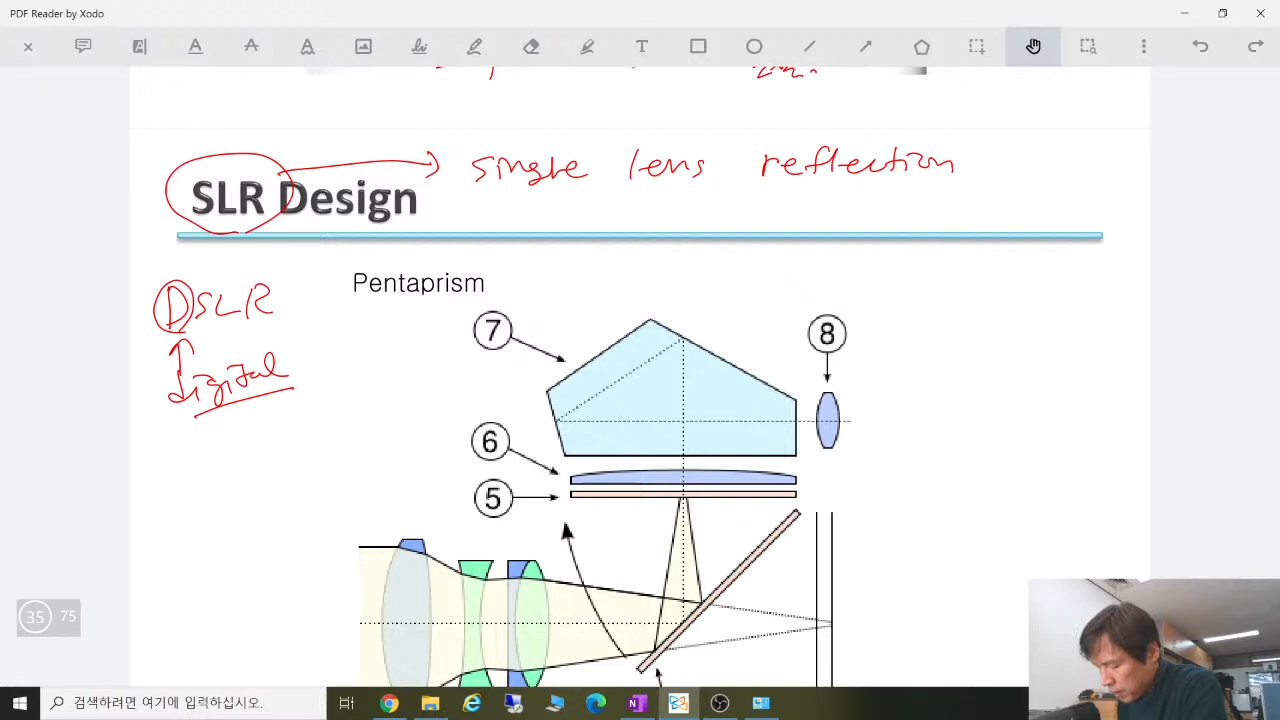 PDF Reader by Xodo
single lens reflection
SLR Design
DSLR
digital
Pentaprism
7
8
6
5
35
75
검색하려면 여기에 입력하십시오.